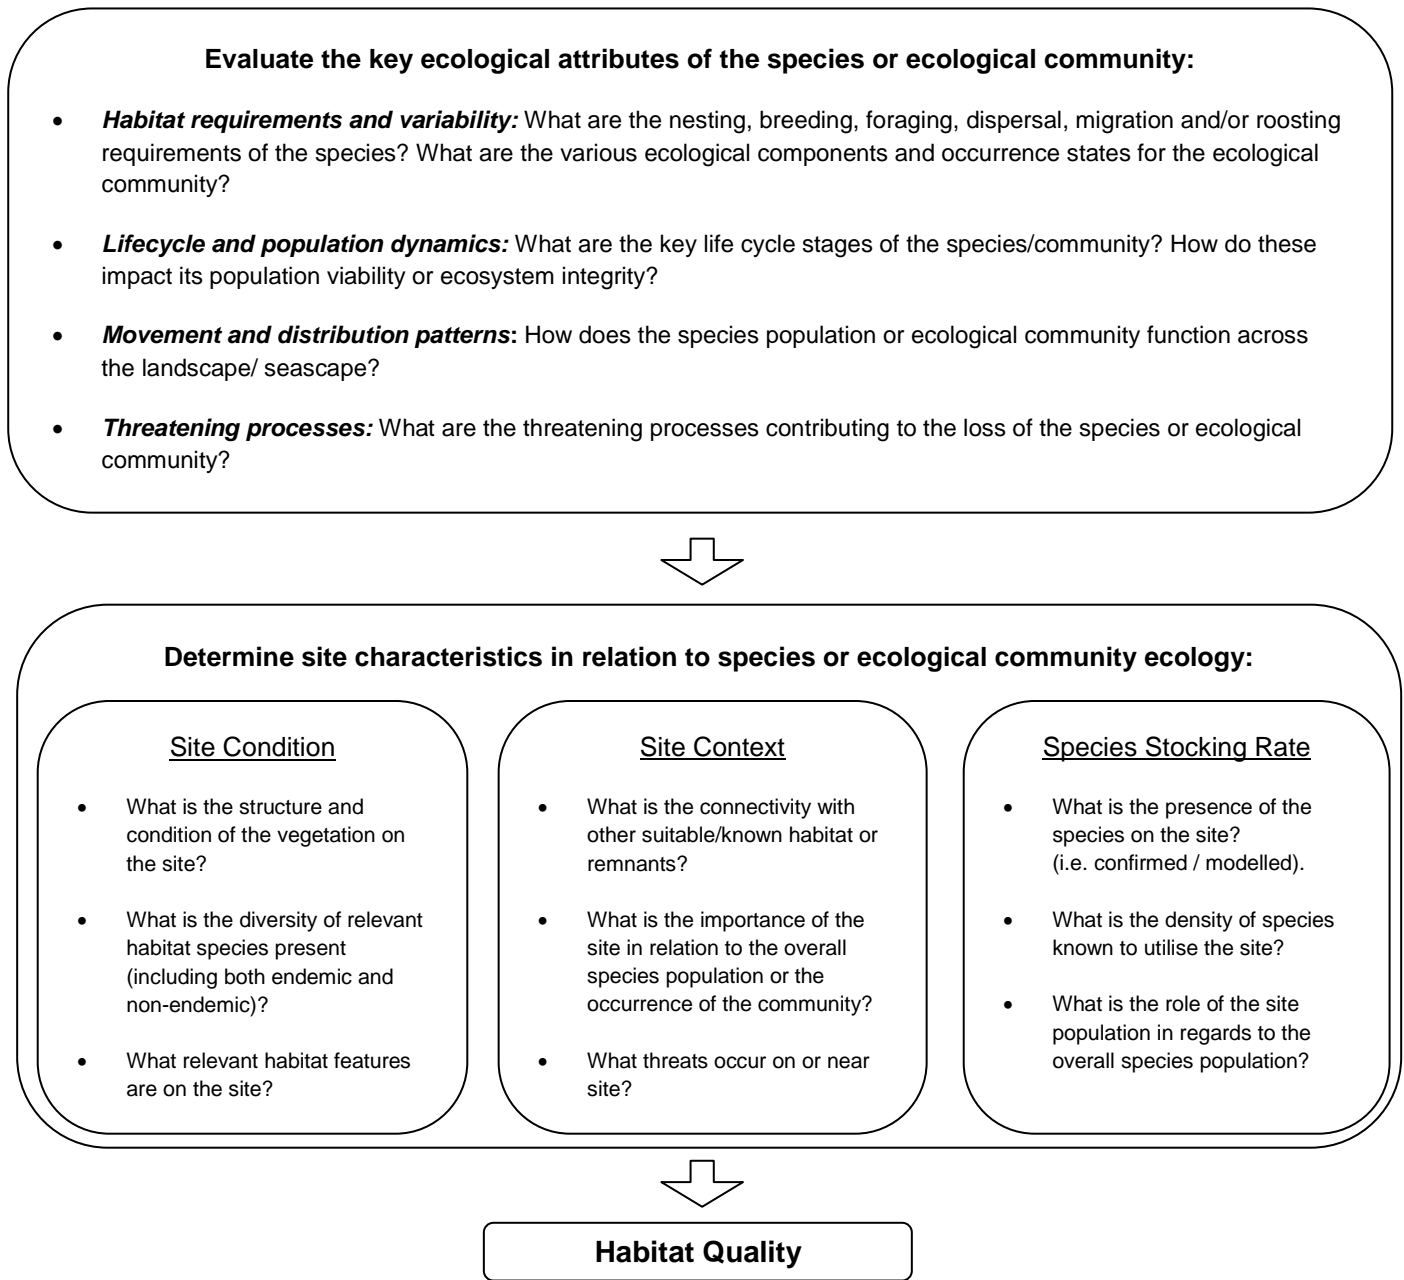 Evaluate the key ecological attributes of the species or ecological community:
• Habitat requirements and variability: What are the nesting, breeding, foraging, dispersal, migration and/or roosting
requirements of the species? What are the various ecological components and occurrence states for the ecological
community?
• Lifecycle and population dynamics: What are the key life cycle stages of the species/community? How do these
impact its population viability or ecosystem integrity?
• Movement and distribution patterns: How does the species population or ecological community function across
the landscape/ seascape?
• Threatening processes: What are the threatening processes contributing to the loss of the species or ecological
community?
Determine site characteristics in relation to species or ecological community ecology:
Site Condition
• What is the structure and
condition of the vegetation on
the site?
• What is the diversity of relevant
habitat species present
(including both endemic and
non-endemic)?
• What relevant habitat features
are on the site?
Site Context
• What is the connectivity with
other suitable/known habitat or
remnants?
• What is the importance of the
site in relation to the overall
species population or the
occurrence of the community?
• What threats occur on or near
site?
Species Stocking Rate
• What is the presence of the
species on the site?
(i.e. confirmed / modelled).
• What is the density of species
known to utilise the site?
• What is the role of the site
population in regards to the
overall species population?
Habitat Quality